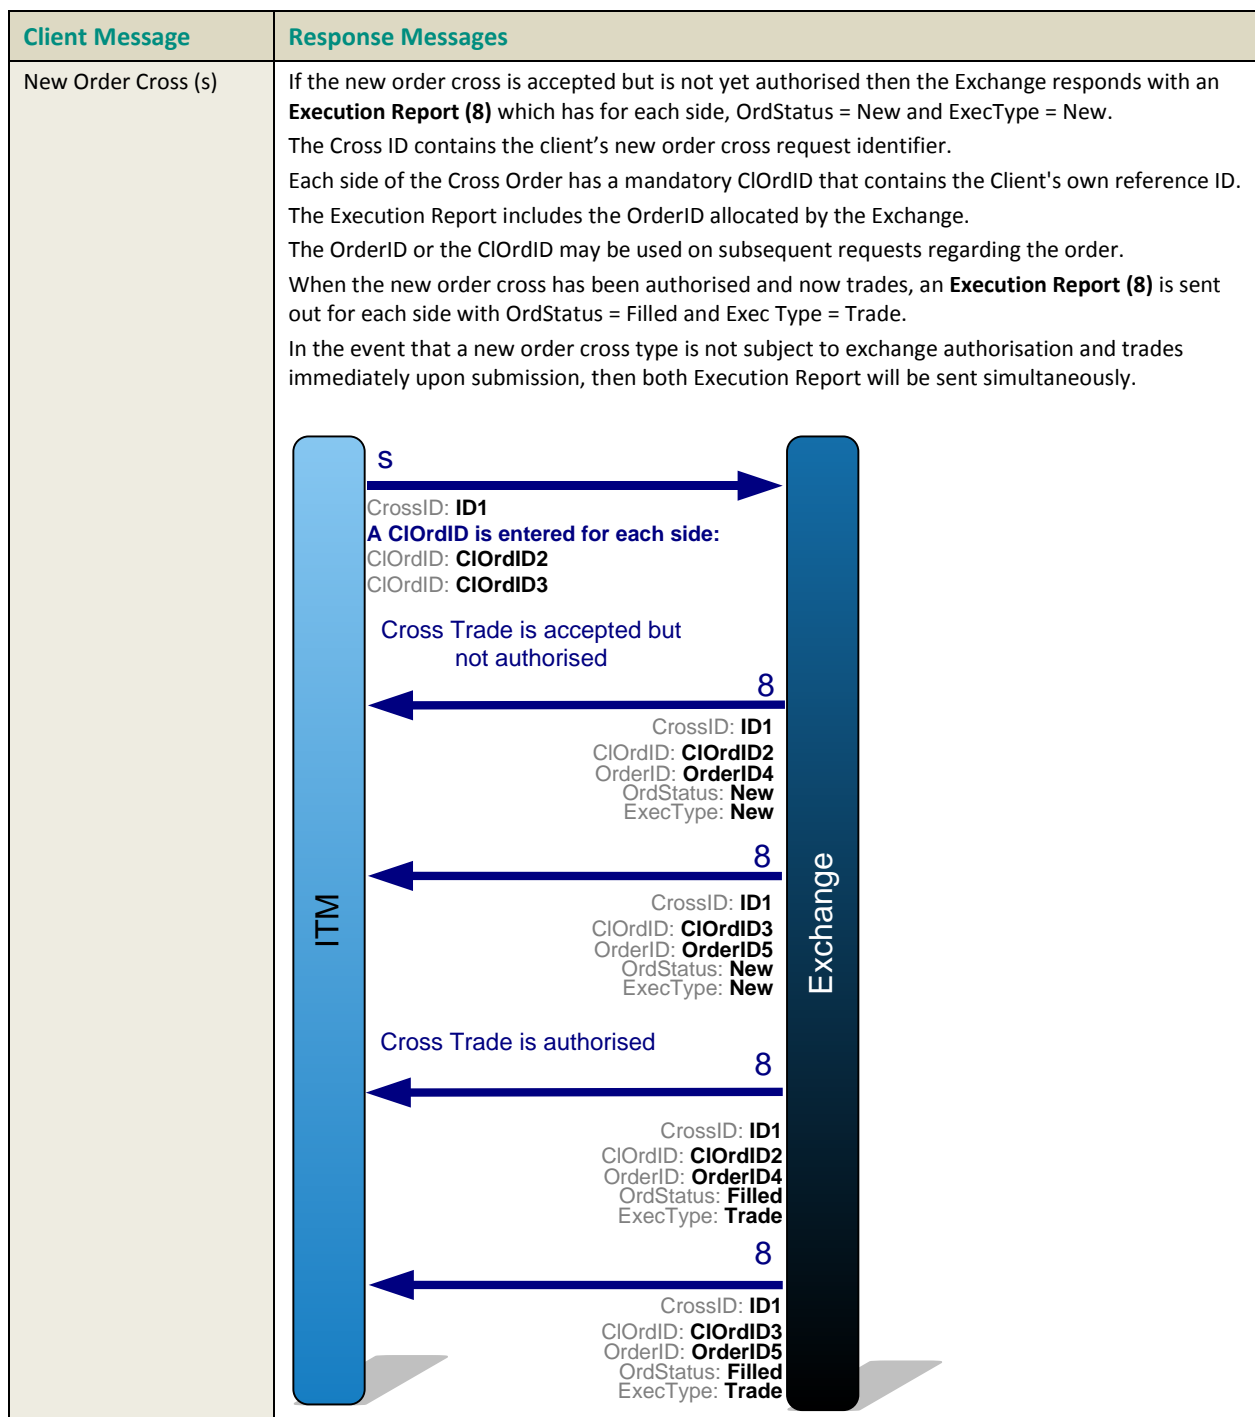 Client Message
Response Messages
New Order Cross (s)
If the new order cross is accepted but is not yet authorised then the Exchange responds with an
Execution Report (8) which has for each side, OrdStatus = New and ExecType = New.
The Cross ID contains the client’s new order cross request identifier.
Each side of the Cross Order has a mandatory ClOrdID that contains the Client's own reference ID.
The Execution Report includes the OrderID allocated by the Exchange.
The OrderID or the ClOrdID may be used on subsequent requests regarding the order.
When the new order cross has been authorised and now trades, an Execution Report (8) is sent
out for each side with OrdStatus = Filled and Exec Type = Trade.
In the event that a new order cross type is not subject to exchange authorisation and trades
immediately upon submission, then both Execution Report will be sent simultaneously.
s
CrossID: ID1
A ClOrdID is entered for each side:
ClOrdID: ClOrdID2
ClOrdID: ClOrdID3
Cross Trade is accepted but
not authorised
8
CrossID: ID1
ClOrdID: ClOrdID2
OrderID: OrderID4
OrdStatus: New
ExecType: New
8
CrossID: ID1
ClOrdID: ClOrdID3
OrderID: OrderID5
OrdStatus: New
ExecType: New
ITM
Exchange
Cross Trade is authorised
8
CrossID: ID1
ClOrdID: ClOrdID2
OrderID: OrderID4
OrdStatus: Filled
ExecType: Trade
8
CrossID: ID1
ClOrdID: ClOrdID3
OrderID: OrderID5
OrdStatus: Filled
ExecType: Trade